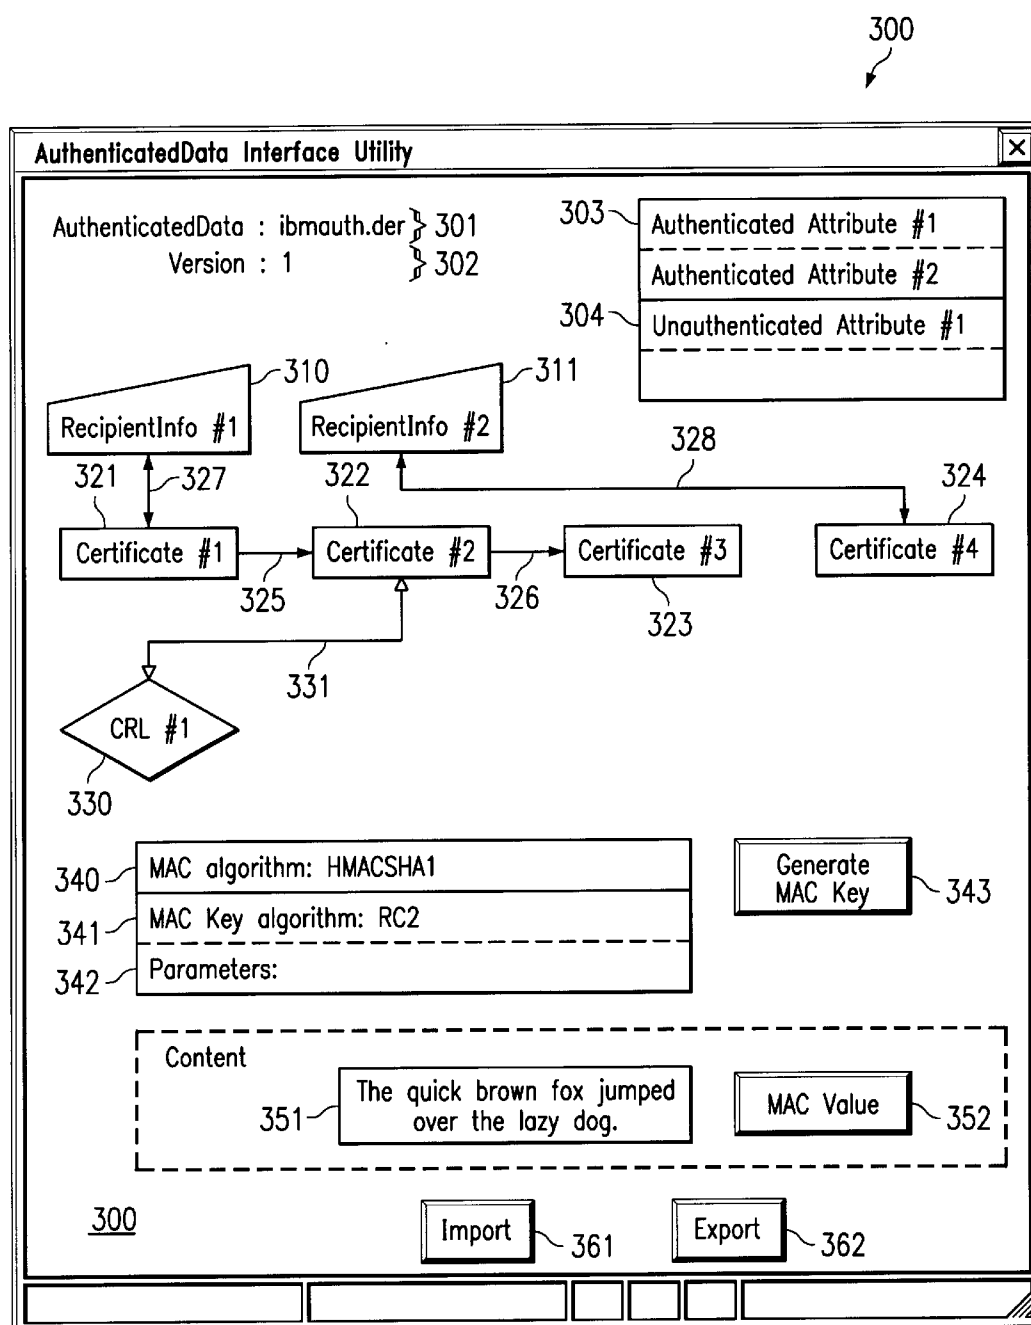 300
AuthenticatedData Interface Utility
AuthenticatedData : ibmauth.der 301
Version : 1 302
303
Authenticated Attribute #1
Authenticated Attribute #2
304
Unauthenticated Attribute #1
310
311
RecipientInfo #1
RecipientInfo #2
321
327
322
328
324
Certificate #1
Certificate #2
Certificate #3
Certificate #4
325
326
323
331
CRL #1
330
340
MAC algorithm: HMACSHA1
Generate
MAC Key
343
341
MAC Key algorithm: RC2
342
Parameters:
Content
351
The quick brown fox jumped
over the lazy dog.
MAC Value
352
300
Import
361
Export
362